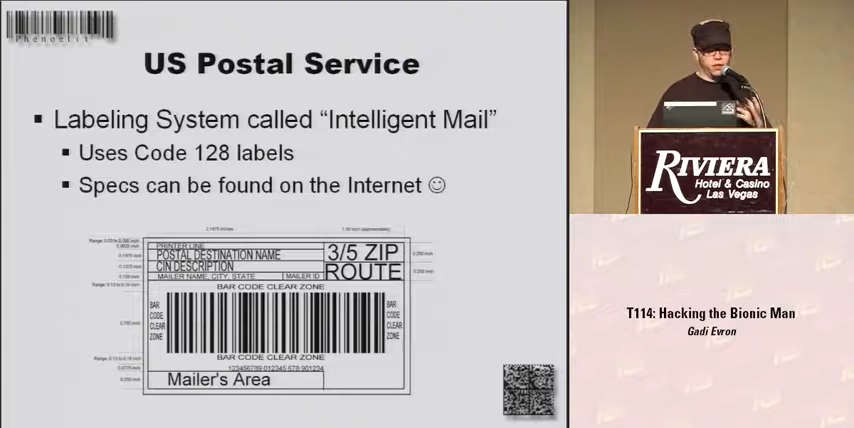 Phenoelit
US Postal Service
Labeling System called “Intelligent Mail”
Uses Code 128 labels
Specs can be found on the Internet ☺
PRINTER LINE
POSTAL DESTINATION NAME
CIN DESCRIPTION
MAILER NAME, CITY, STATE
MAILER ID
3/5 ZIP
ROUTE
BAR CODE CLEAR ZONE
BAR
CODE
CLEAR
ZONE
BAR
CODE
CLEAR
ZONE
BAR CODE CLEAR ZONE
Mailer's Area
RIVIERA
Hotel & Casino
Las Vegas
T114: Hacking the Bionic Man
Gadi Evron